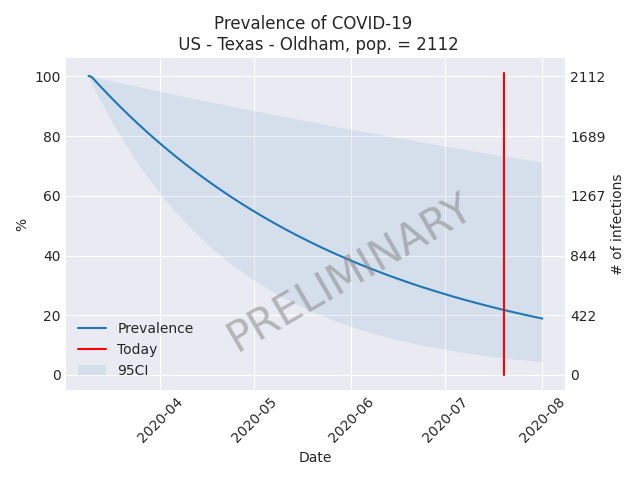 Prevalence of COVID-19
US - Texas - Oldham, pop. = 2112
100
80
60
40
20
0
%
2112
1689
1267
844
422
0
# of infections
PRELIMINARY
Prevalence
Today
95CI
2020-04
2020-05
2020-06
2020-07
2020-08
Date